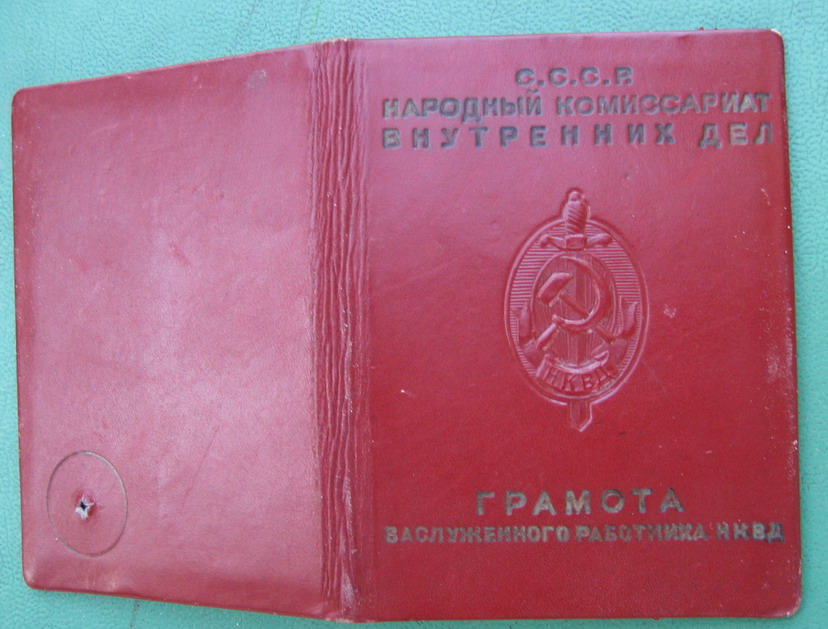 С.С.С.Р.
НАРОДНЫЙ КОМИССАРИАТ
ВНУТРЕННИХ ДЕЛ
НКВД
ГРАМОТА
ЗАСЛУЖЕННОГО РАБОТНИКА НКВД